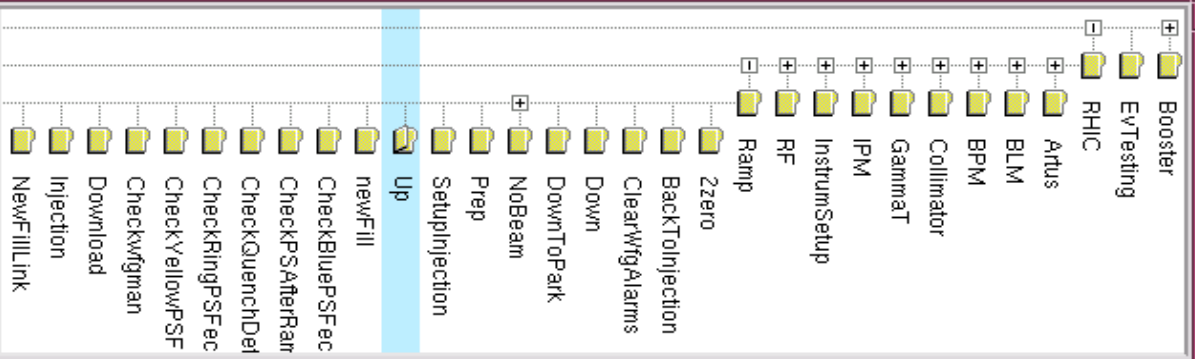 Booster
EvTesting
RHIC
Artus
BLM
BPM
Collimator
GammaT
IPM
InstrumSetup
RF
Ramp
2zero
BackToInjection
ClearWfgAlarms
Down
DownToPark
NoBeam
Prep
SetupInjection
Up
newFill
CheckBluePSFec
CheckPSAfterRam
CheckQuenchDet
CheckRingPSFec
CheckYellowPSF
Checkwfgman
Download
Injection
NewFillLink